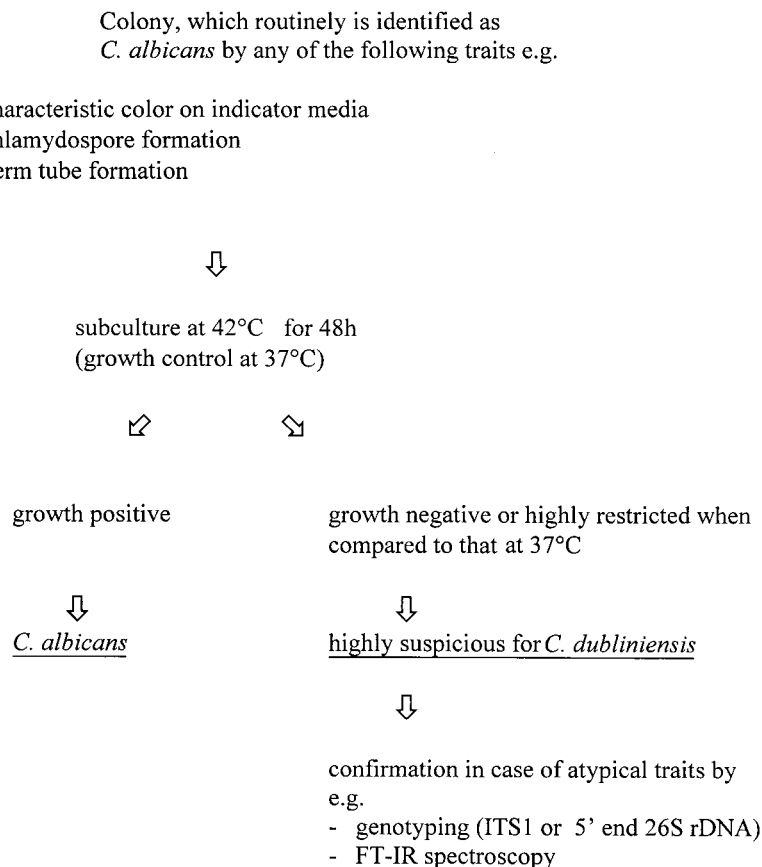 Colony, which routinely is identified as
C. albicans by any of the following traits e.g.
haracteristic color on indicator media
hlamydospore formation
erm tube formation
subculture at 42°C for 48h
(growth control at 37°C)
growth positive
growth negative or highly restricted when
compared to that at 37°C
C. albicans
highly suspicious for C. dubliniensis
confirmation in case of atypical traits by
e.g.
- genotyping (ITS1 or 5’ end 26S rDNA)
- FT-IR spectroscopy